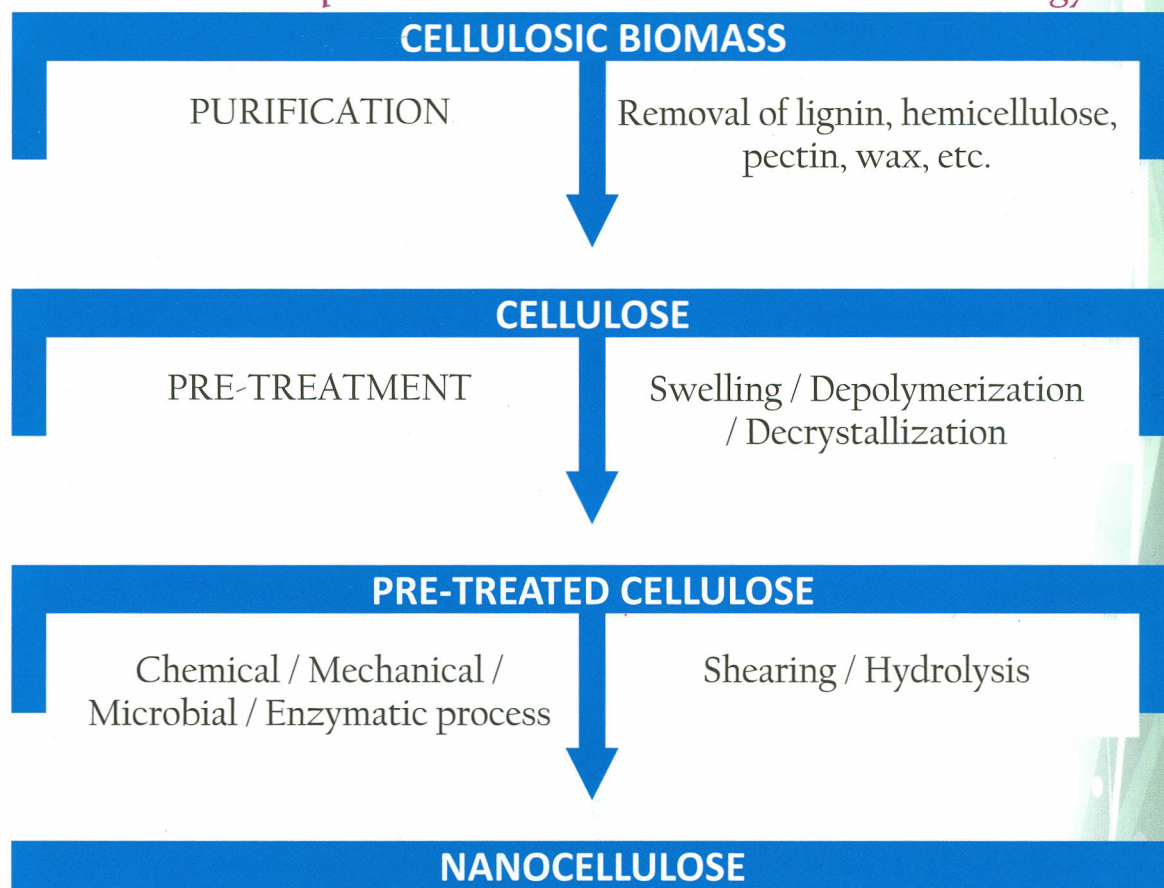 CELLULOSIC BIOMASS
PURIFICATION
Removal of lignin, hemicellulose,
pectin, wax, etc.
CELLULOSE
PRE-TREATMENT
Swelling / Depolymerization
/ Decrystallization
PRE-TREATED CELLULOSE
Chemical / Mechanical /
Microbial / Enzymatic process
Shearing / Hydrolysis
NANOCELLULOSE